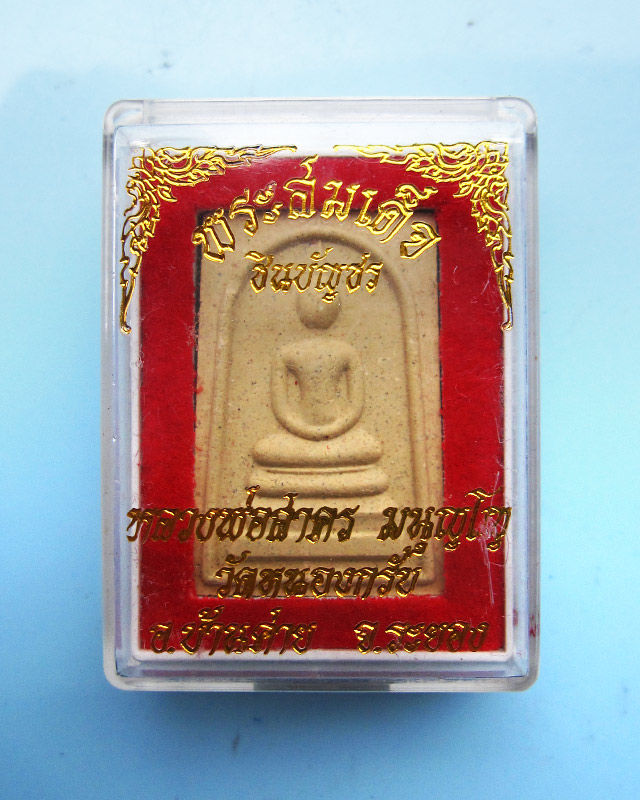 พระสมเด็จ
ชินบัญชร
หลวงพ่อสาคร มนุญโญ
วัดหนองกรับ
อ.บ้านค่าย จ.ระยอง